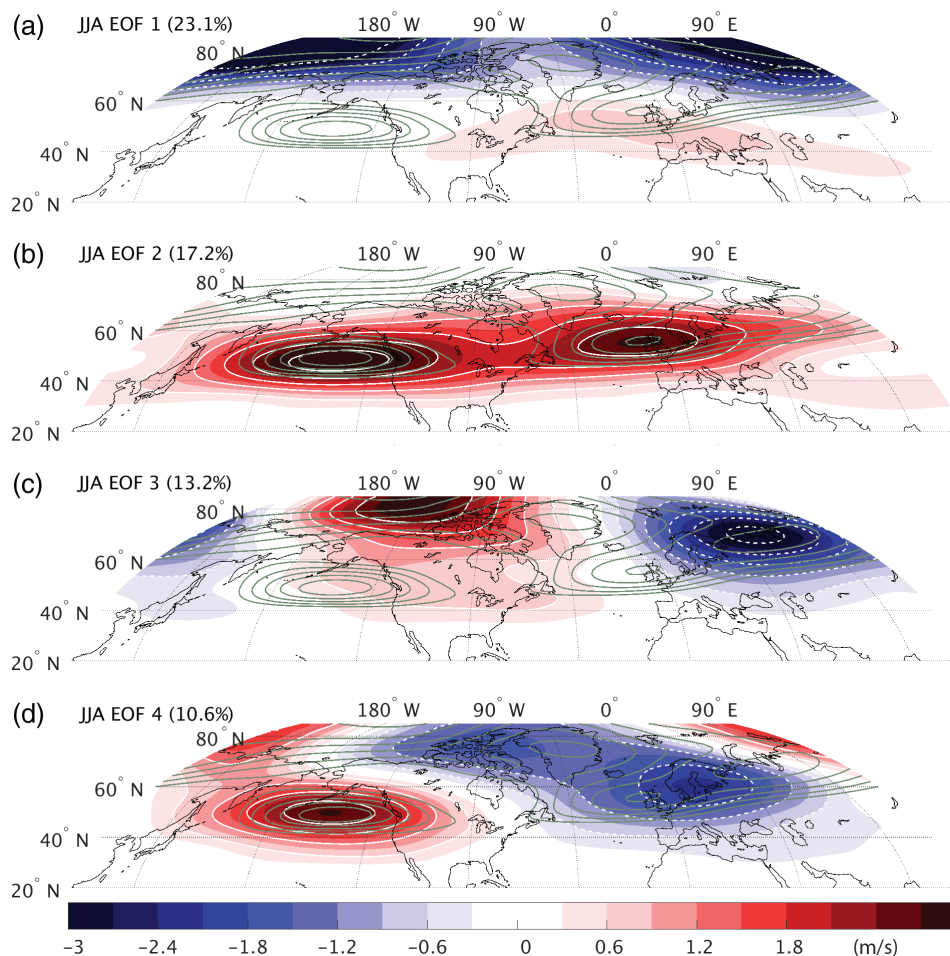 (a) JJA EOF 1 (23.1%) 180° W 90° W 0° 90° E
80° N
60° N
40° N
20° N
(b) JJA EOF 2 (17.2%) 180° W 90° W 0° 90° E
80° N
60° N
40° N
20° N
(c) JJA EOF 3 (13.2%) 180° W 90° W 0° 90° E
80° N
60° N
40° N
20° N
(d) JJA EOF 4 (10.6%) 180° W 90° W 0° 90° E
80° N
60° N
40° N
20° N
−3 −2.4 −1.8 −1.2 −0.6 0 0.6 1.2 1.8 (m/s)